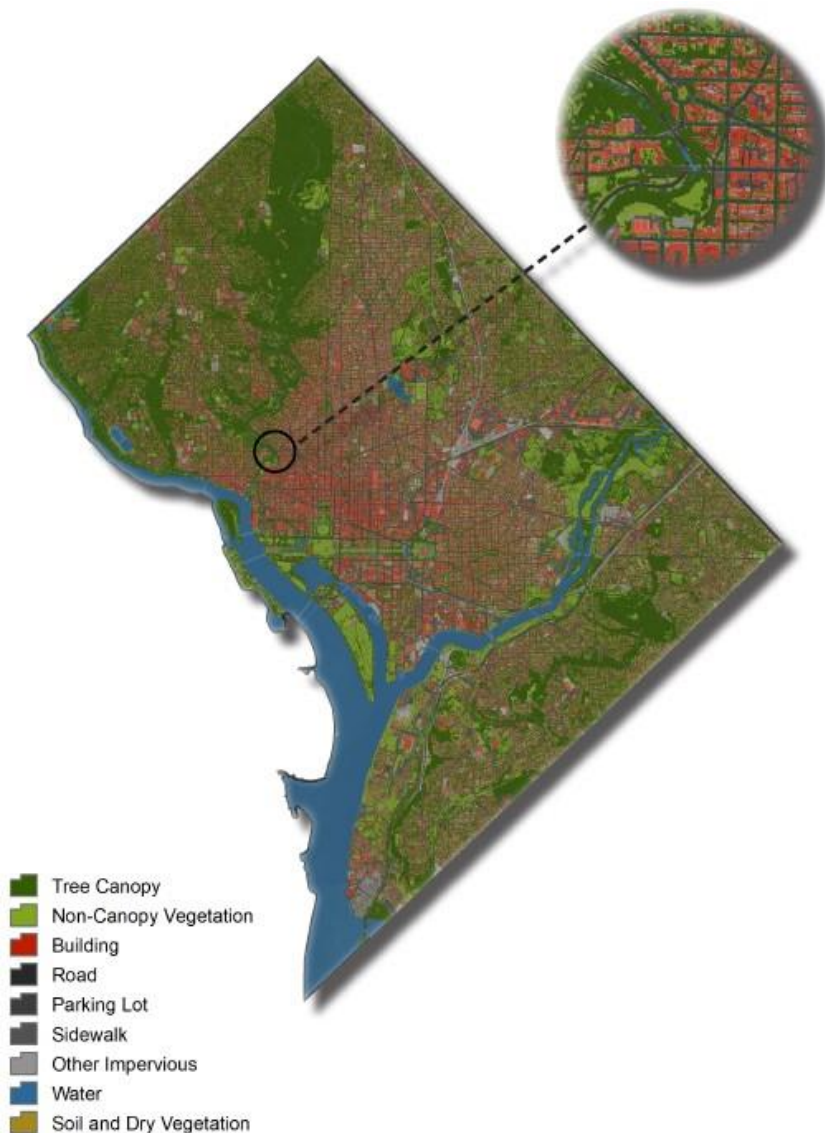 Tree Canopy
Non-Canopy Vegetation
Building
Road
Parking Lot
Sidewalk
Other Impervious
Water
Soil and Dry Vegetation